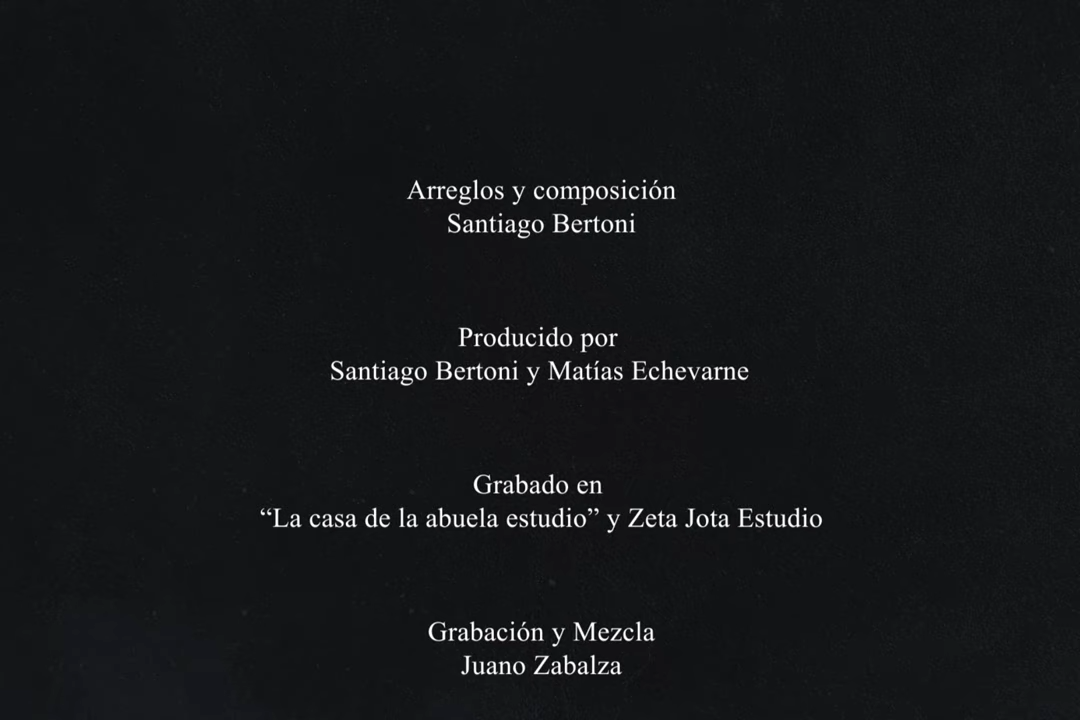 Arreglos y composición
Santiago Bertoni
Producido por
Santiago Bertoni y Matías Echevarne
Grabado en
“La casa de la abuela estudio” y Zeta Jota Estudio
Grabación y Mezcla
Juano Zabalza